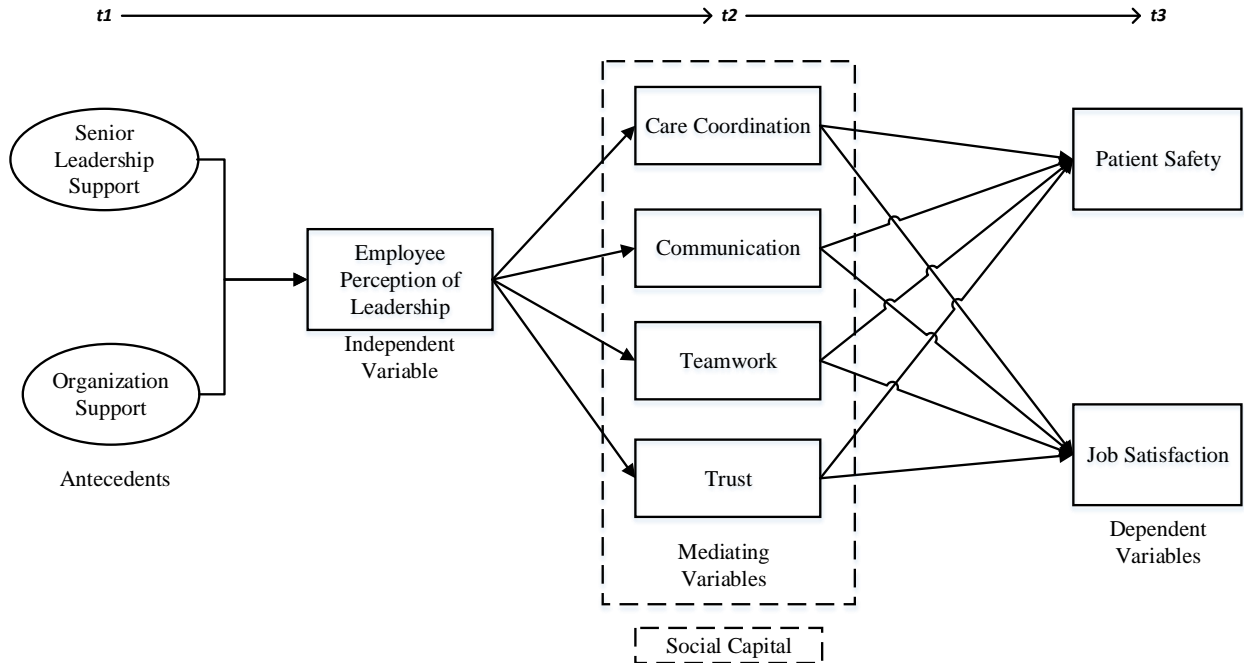 t1
t2
t3
Senior
Leadership
Support
Organization
Support
Antecedents
Employee
Perception of
Leadership
Independent
Variable
Care Coordination
Communication
Teamwork
Trust
Mediating
Variables
Social Capital
Patient Safety
Job Satisfaction
Dependent
Variables